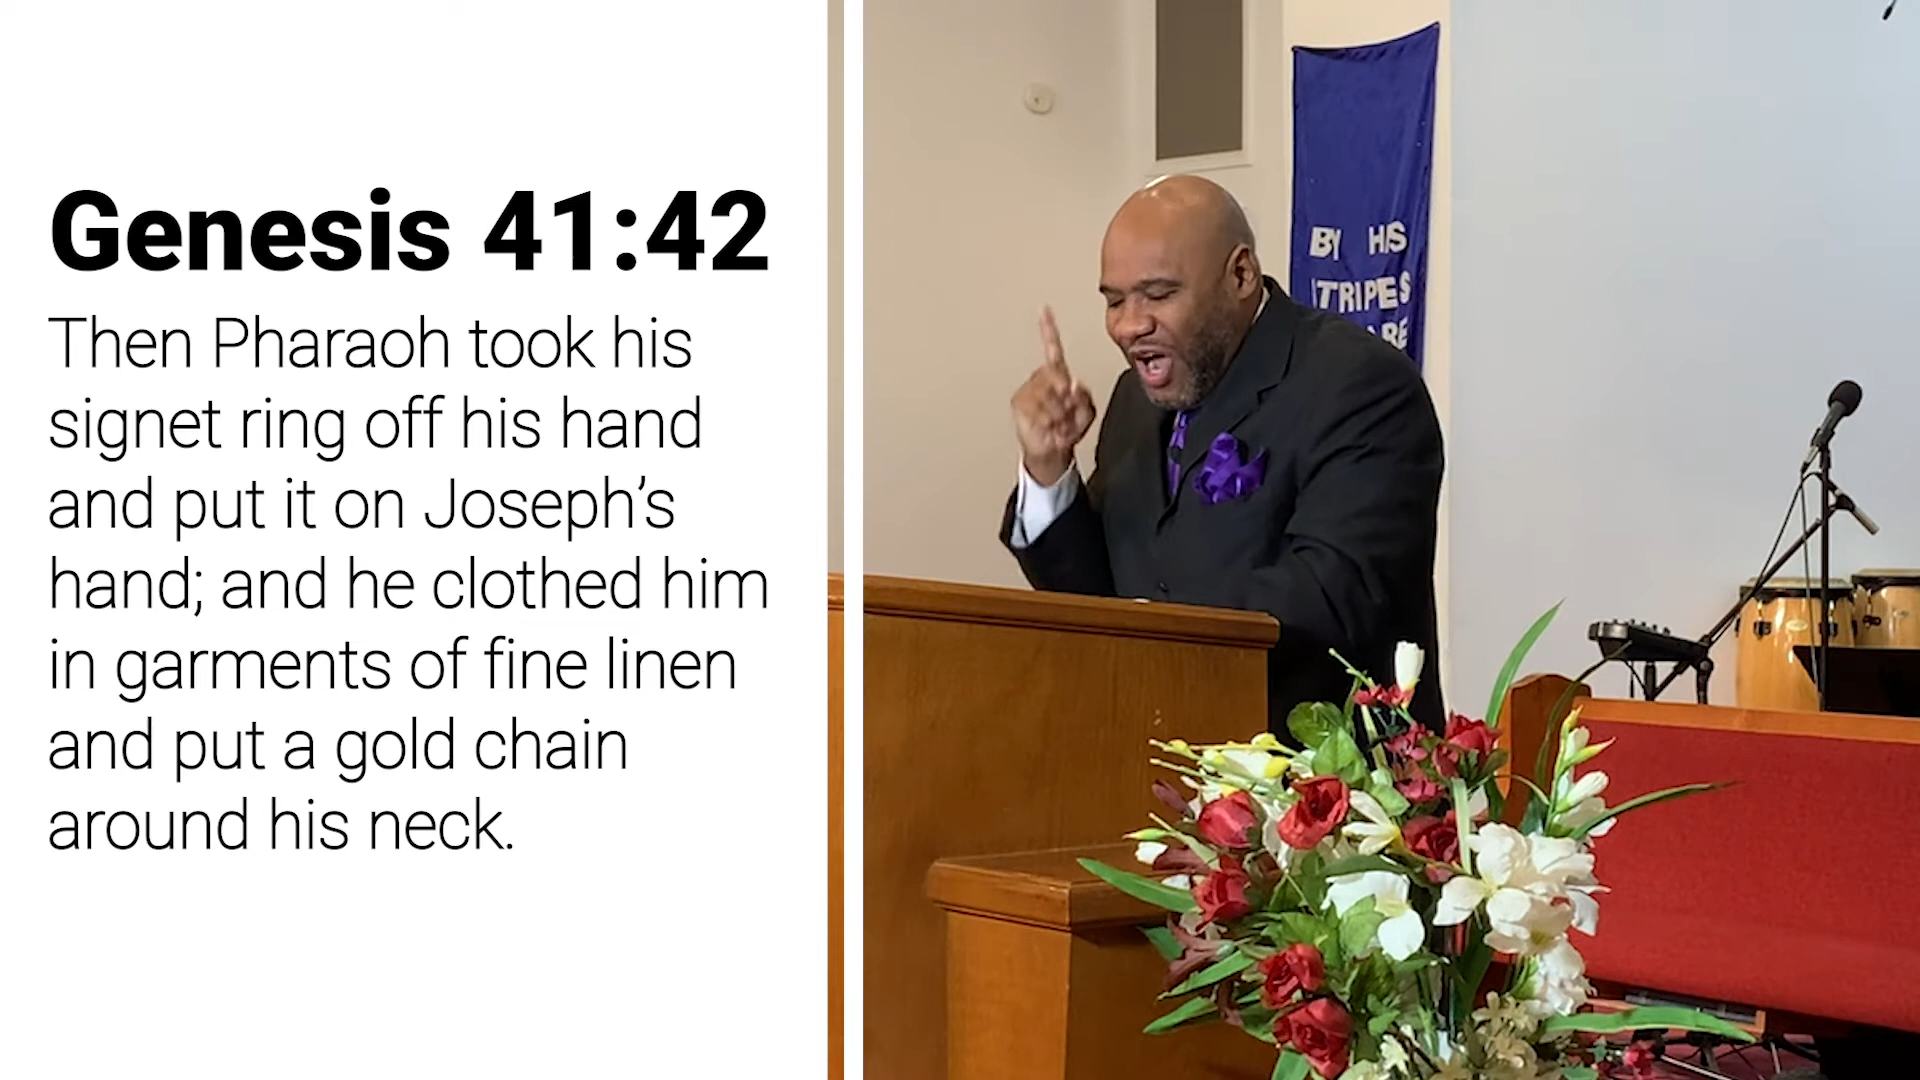 Genesis 41:42
Then Pharaoh took his
signet ring off his hand
and put it on Joseph’s
hand; and he clothed him
in garments of fine linen
and put a gold chain
around his neck.
BY HIS
TRIPES